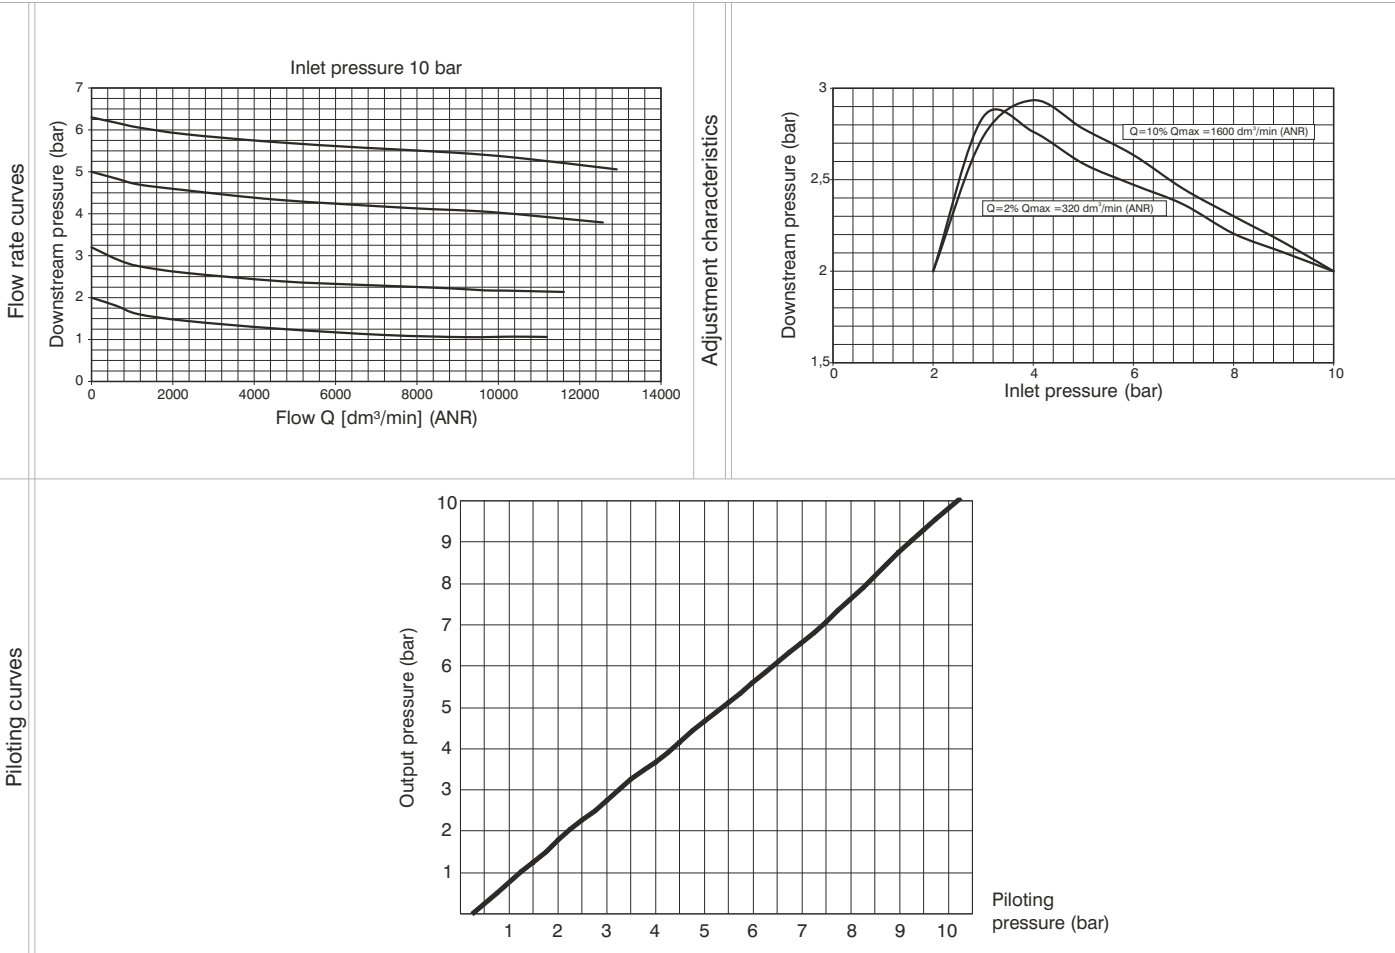 Flow rate curves
Inlet pressure 10 bar
Downstream pressure (bar)
7
6
5
4
3
2
1
0
0 2000 4000 6000 8000 10000 12000 14000
Flow Q [dm³/min] (ANR)
Adjustment characteristics
Downstream pressure (bar)
3
2,5
2
1,5
Q=10% Qmax =1600 dm³/min (ANR)
Q=2% Qmax =320 dm³/min (ANR)
0 2 4 6 8 10
Inlet pressure (bar)
Piloting curves
Output pressure (bar)
10
9
8
7
6
5
4
3
2
1
1 2 3 4 5 6 7 8 9 10
Piloting
pressure (bar)